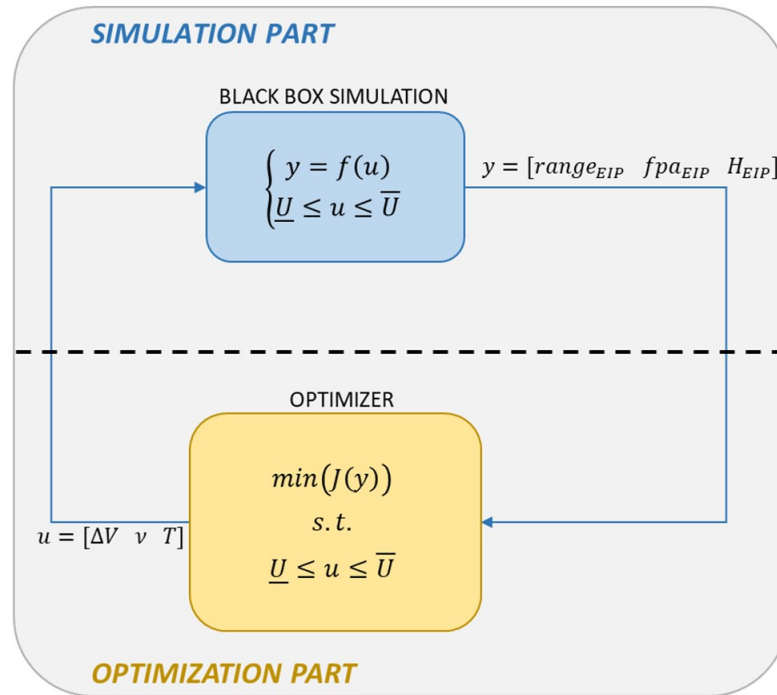 SIMULATION PART
BLACK BOX SIMULATION
{ y = f(u)
U̲ ≤ u ≤ U̅
y = [range_EIP fpa_EIP H_EIP]
OPTIMIZER
min(J(y))
s.t.
U̲ ≤ u ≤ U̅
u = [ΔV ν T]
OPTIMIZATION PART